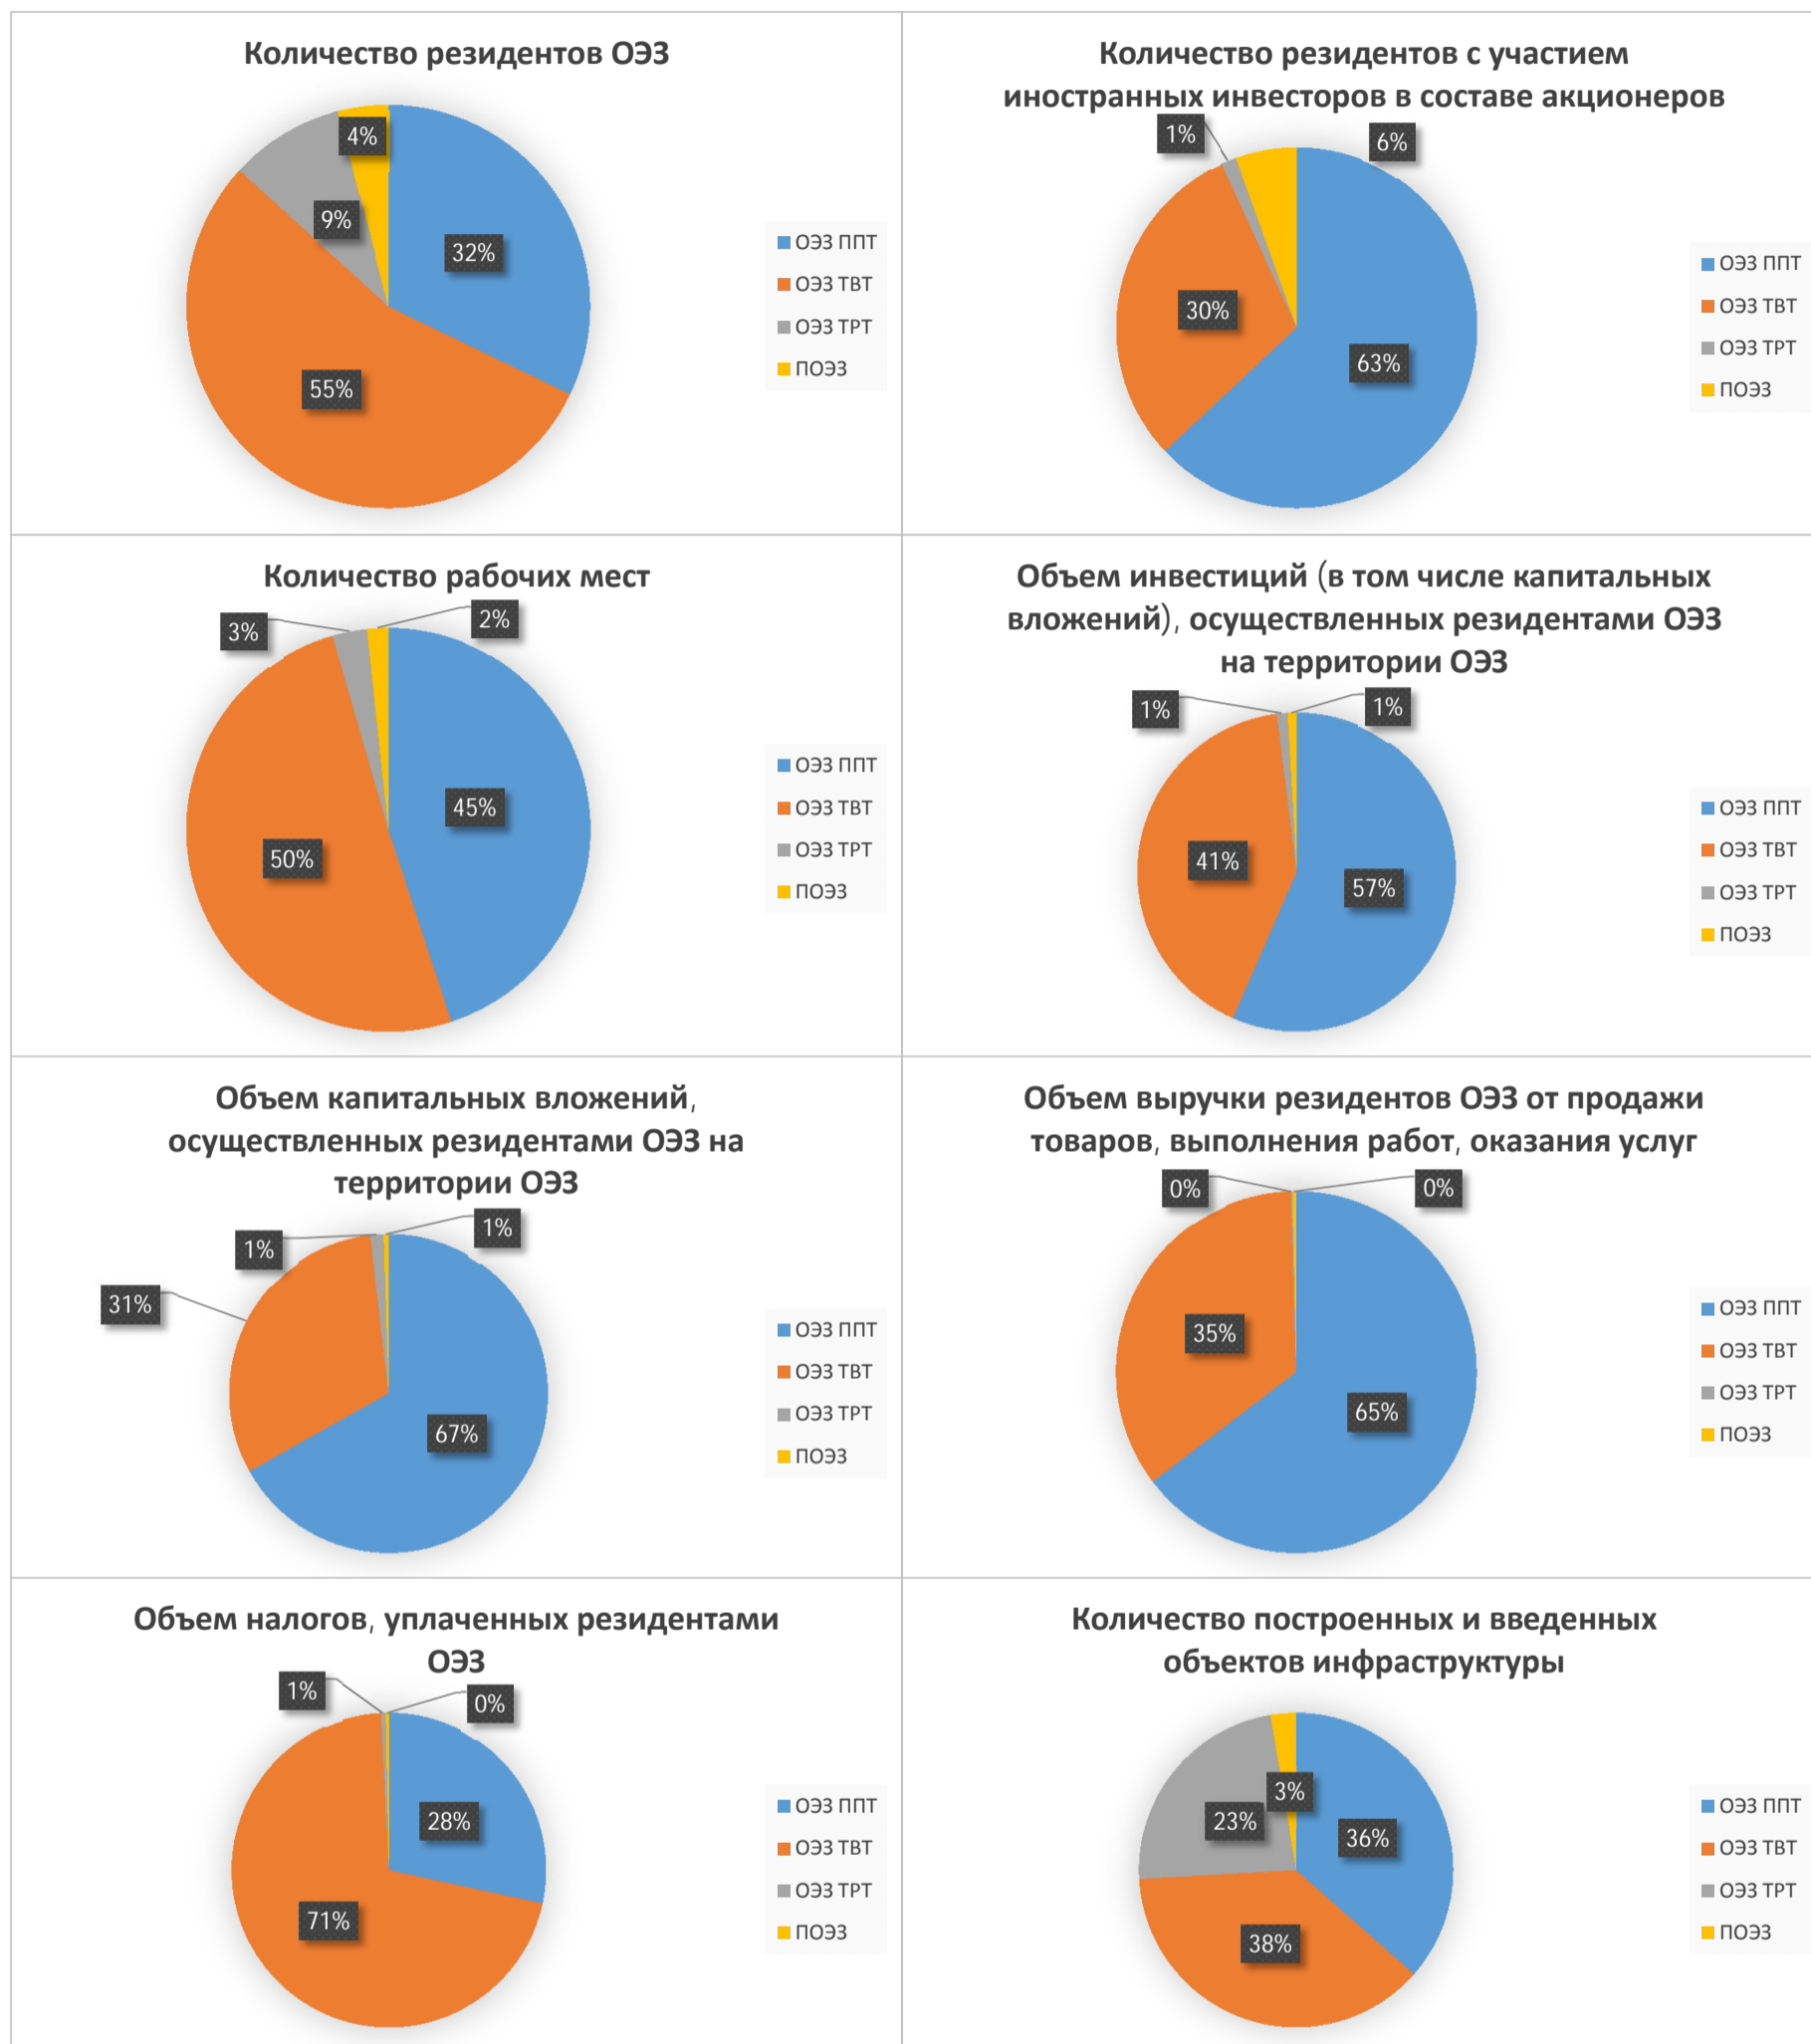 Количество резидентов ОЭЗ
4%
9%
32%
55%
ОЭЗ ППТ
ОЭЗ ТВТ
ОЭЗ ТРТ
ПОЭЗ
Количество резидентов с участием
иностранных инвесторов в составе акционеров
1%
6%
30%
63%
ОЭЗ ППТ
ОЭЗ ТВТ
ОЭЗ ТРТ
ПОЭЗ
Количество рабочих мест
3%
2%
45%
50%
ОЭЗ ППТ
ОЭЗ ТВТ
ОЭЗ ТРТ
ПОЭЗ
Объем инвестиций (в том числе капитальных
вложений), осуществленных резидентами ОЭЗ
на территории ОЭЗ
1%
1%
41%
57%
ОЭЗ ППТ
ОЭЗ ТВТ
ОЭЗ ТРТ
ПОЭЗ
Объем капитальных вложений,
осуществленных резидентами ОЭЗ на
территории ОЭЗ
1%
1%
31%
67%
ОЭЗ ППТ
ОЭЗ ТВТ
ОЭЗ ТРТ
ПОЭЗ
Объем выручки резидентов ОЭЗ от продажи
товаров, выполнения работ, оказания услуг
0%
0%
35%
65%
ОЭЗ ППТ
ОЭЗ ТВТ
ОЭЗ ТРТ
ПОЭЗ
Объем налогов, уплаченных резидентами
ОЭЗ
1%
0%
28%
71%
ОЭЗ ППТ
ОЭЗ ТВТ
ОЭЗ ТРТ
ПОЭЗ
Количество построенных и введенных
объектов инфраструктуры
3%
23%
36%
38%
ОЭЗ ППТ
ОЭЗ ТВТ
ОЭЗ ТРТ
ПОЭЗ